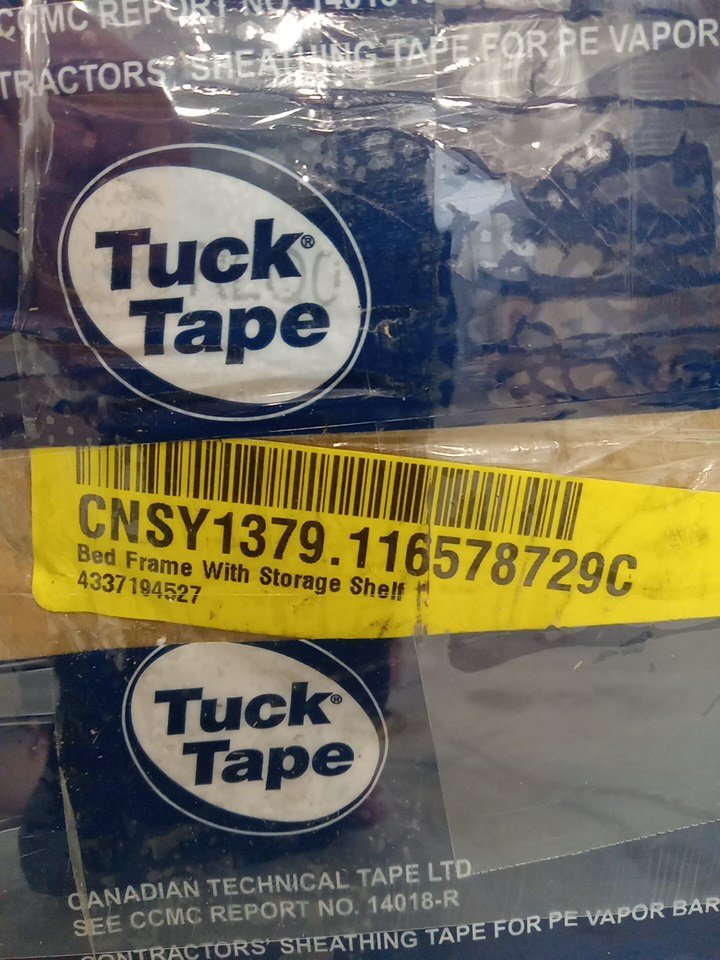 CCMC REPORT NO. 14018
TRACTORS' SHEATHING TAPE FOR PE VAPOR
Tuck®
Tape
CNSY1379.116578729C
Bed Frame With Storage Shelf
4337194527
Tuck®
Tape
CANADIAN TECHNICAL TAPE LTD
SEE CCMC REPORT NO. 14018-R
CONTRACTORS' SHEATHING TAPE FOR PE VAPOR BAR